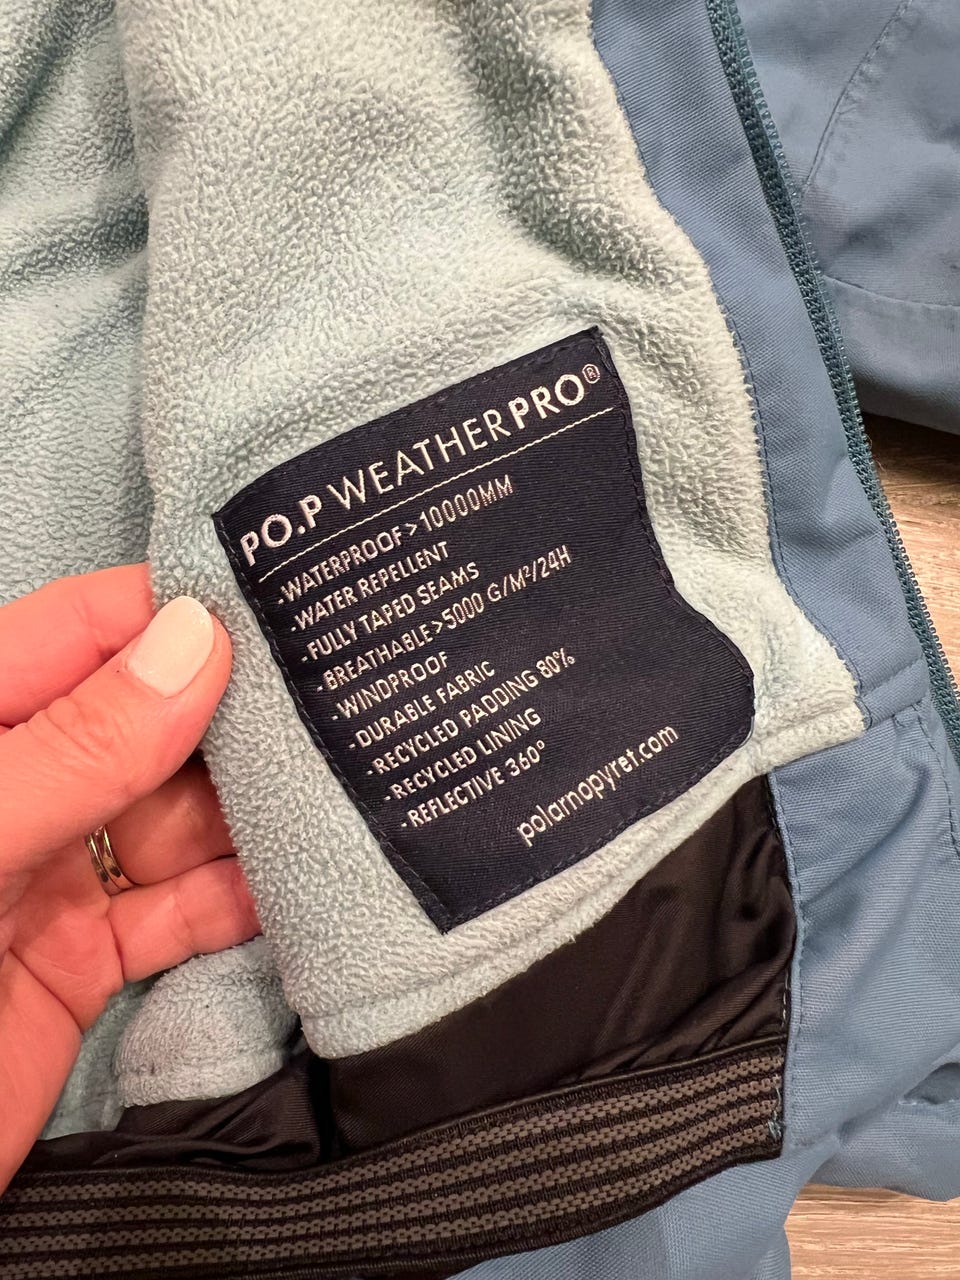 PO.P WEATHERPRO®
-WATERPROOF>10000MM
-WATER REPELLENT
-FULLY TAPED SEAMS
-BREATHABLE>5000 G/M²/24H
-WINDPROOF
-DURABLE FABRIC
-RECYCLED PADDING 80%
-RECYCLED LINING
-REFLECTIVE 360°
polarnopyret.com